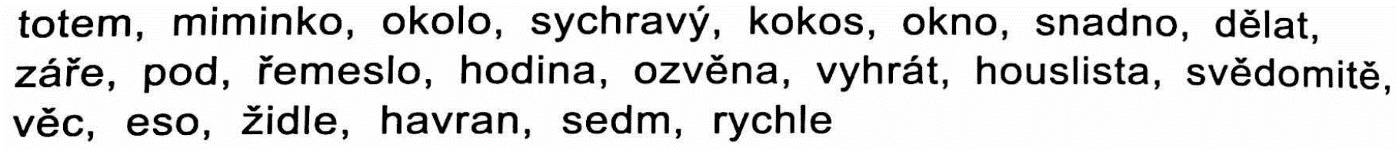 totem, miminko, okolo, sychravý, kokos, okno, snadno, dělat,
záře, pod, řemeslo, hodina, ozvěna, vyhrát, houslista, svědomitě,
věc, eso, židle, havran, sedm, rychle